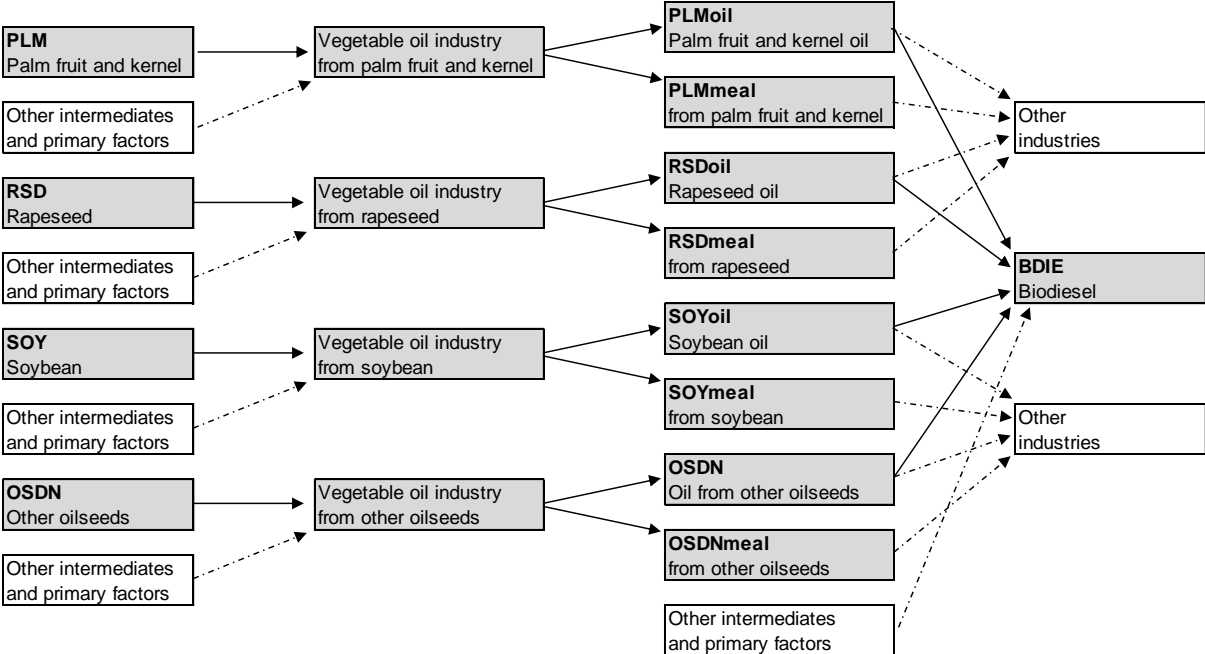 PLM
Palm fruit and kernel
Other intermediates
and primary factors
RSD
Rapeseed
Other intermediates
and primary factors
SOY
Soybean
Other intermediates
and primary factors
OSDN
Other oilseeds
Other intermediates
and primary factors
Vegetable oil industry
from palm fruit and kernel
Vegetable oil industry
from rapeseed
Vegetable oil industry
from soybean
Vegetable oil industry
from other oilseeds
PLMoil
Palm fruit and kernel oil
PLMmeal
from palm fruit and kernel
RSDoil
Rapeseed oil
RSDmeal
from rapeseed
SOYoil
Soybean oil
SOYmeal
from soybean
OSDN
Oil from other oilseeds
OSDNmeal
from other oilseeds
Other intermediates
and primary factors
Other
industries
BDIE
Biodiesel
Other
industries